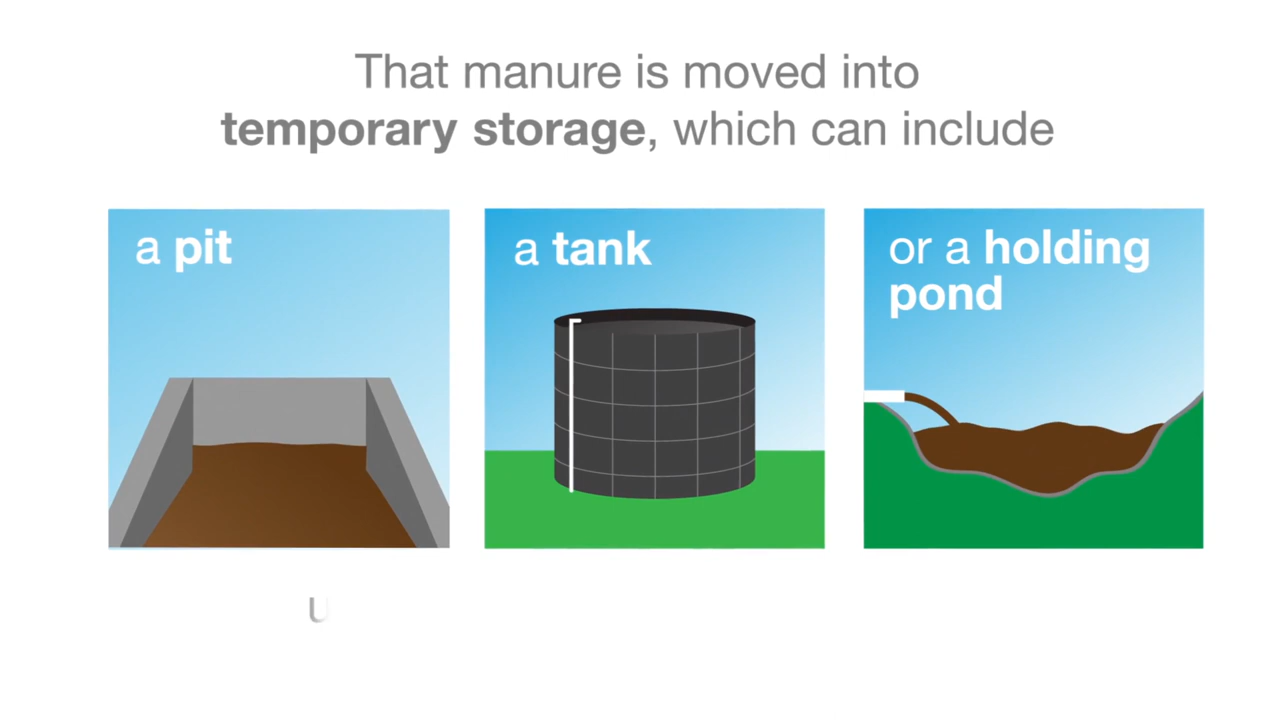 That manure is moved into
temporary storage, which can include
a pit
a tank
or a holding
pond
U